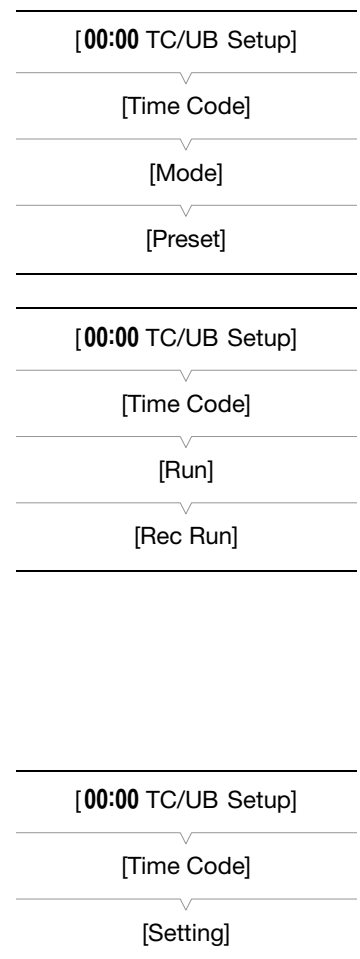 [00:00 TC/UB Setup]
[Time Code]
[Mode]
[Preset]
[00:00 TC/UB Setup]
[Time Code]
[Run]
[Rec Run]
[00:00 TC/UB Setup]
[Time Code]
[Setting]